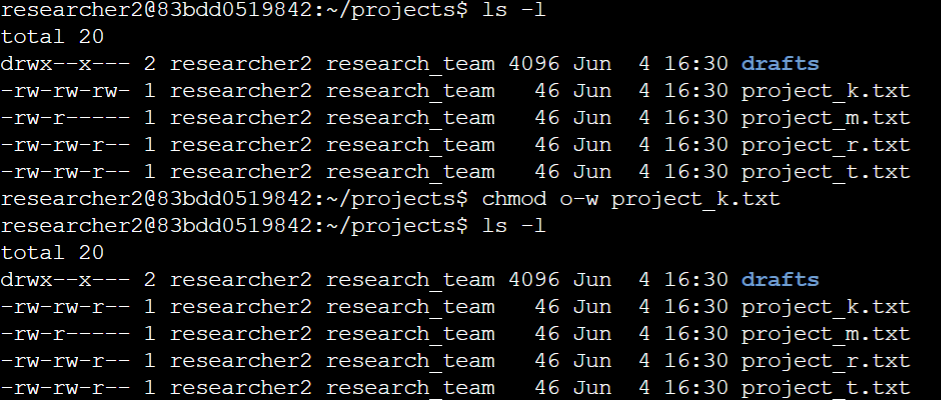 researcher2@83bdd0519842:~/projects$ ls -l
total 20
drwx--x--- 2 researcher2 research_team 4096 Jun  4 16:30 drafts
-rw-rw-rw- 1 researcher2 research_team   46 Jun  4 16:30 project_k.txt
-rw-r----- 1 researcher2 research_team   46 Jun  4 16:30 project_m.txt
-rw-rw-r-- 1 researcher2 research_team   46 Jun  4 16:30 project_r.txt
-rw-rw-r-- 1 researcher2 research_team   46 Jun  4 16:30 project_t.txt
researcher2@83bdd0519842:~/projects$ chmod o-w project_k.txt
researcher2@83bdd0519842:~/projects$ ls -l
total 20
drwx--x--- 2 researcher2 research_team 4096 Jun  4 16:30 drafts
-rw-rw-r-- 1 researcher2 research_team   46 Jun  4 16:30 project_k.txt
-rw-r----- 1 researcher2 research_team   46 Jun  4 16:30 project_m.txt
-rw-rw-r-- 1 researcher2 research_team   46 Jun  4 16:30 project_r.txt
-rw-rw-r-- 1 researcher2 research_team   46 Jun  4 16:30 project_t.txt